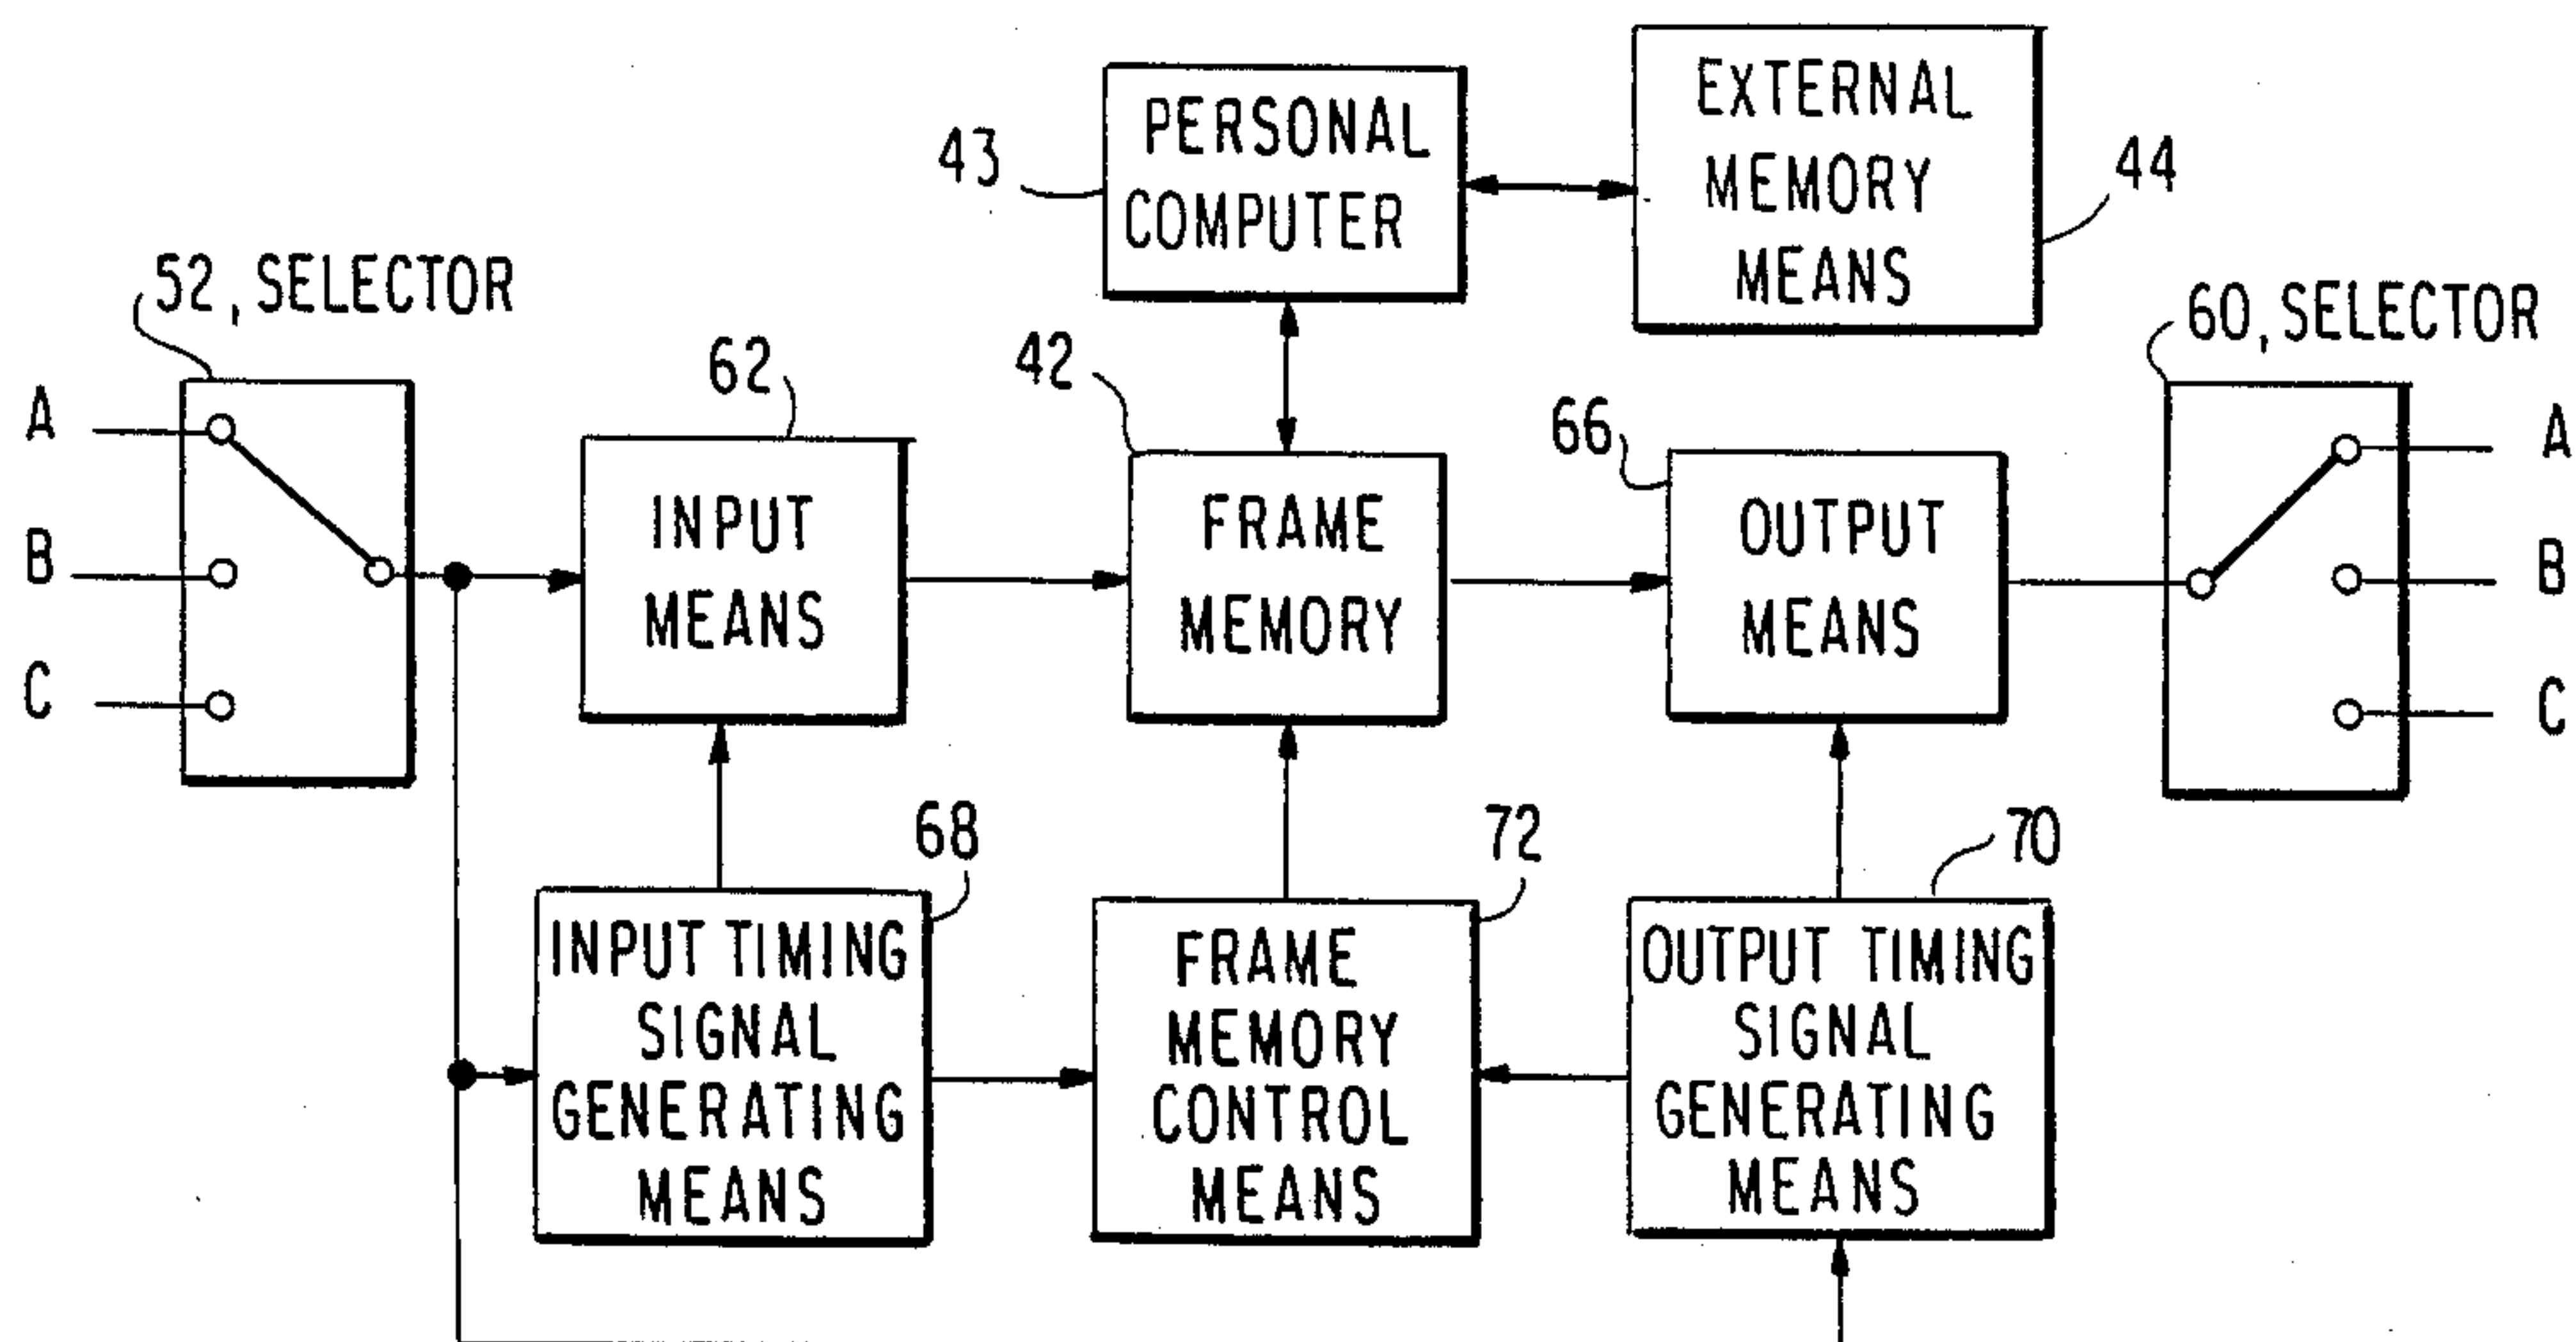 PERSONAL
COMPUTER
43
EXTERNAL
MEMORY
MEANS
44
52, SELECTOR
A
B
C
62
INPUT
MEANS
42
FRAME
MEMORY
66
OUTPUT
MEANS
60, SELECTOR
A
B
C
68
INPUT TIMING
SIGNAL
GENERATING
MEANS
72
FRAME
MEMORY
CONTROL
MEANS
70
OUTPUT TIMING
SIGNAL
GENERATING
MEANS